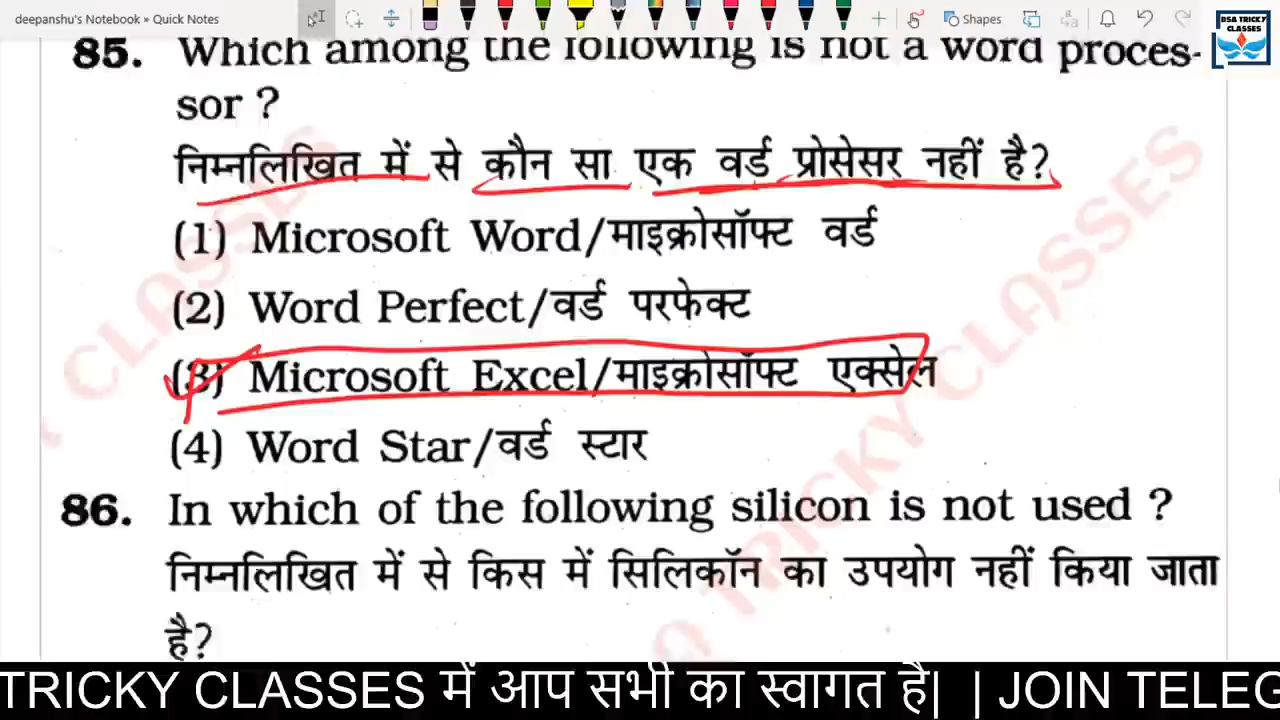 deepanshu's Notebook » Quick Notes
Shapes
BSA TRICKY
CLASSES
85. Which among the following is not a word proces-
sor ?
निम्नलिखित में से कौन सा एक वर्ड प्रोसेसर नहीं है?
(1) Microsoft Word/माइक्रोसॉफ्ट वर्ड
(2) Word Perfect/वर्ड परफेक्ट
(3) Microsoft Excel/माइक्रोसॉफ्ट एक्सेल
(4) Word Star/वर्ड स्टार
86. In which of the following silicon is not used ?
निम्नलिखित में से किस में सिलिकॉन का उपयोग नहीं किया जाता
है?
CLASSES
TRICKY CLASSES
TRICKY CLASSES में आप सभी का स्वागत है| | JOIN TELEG